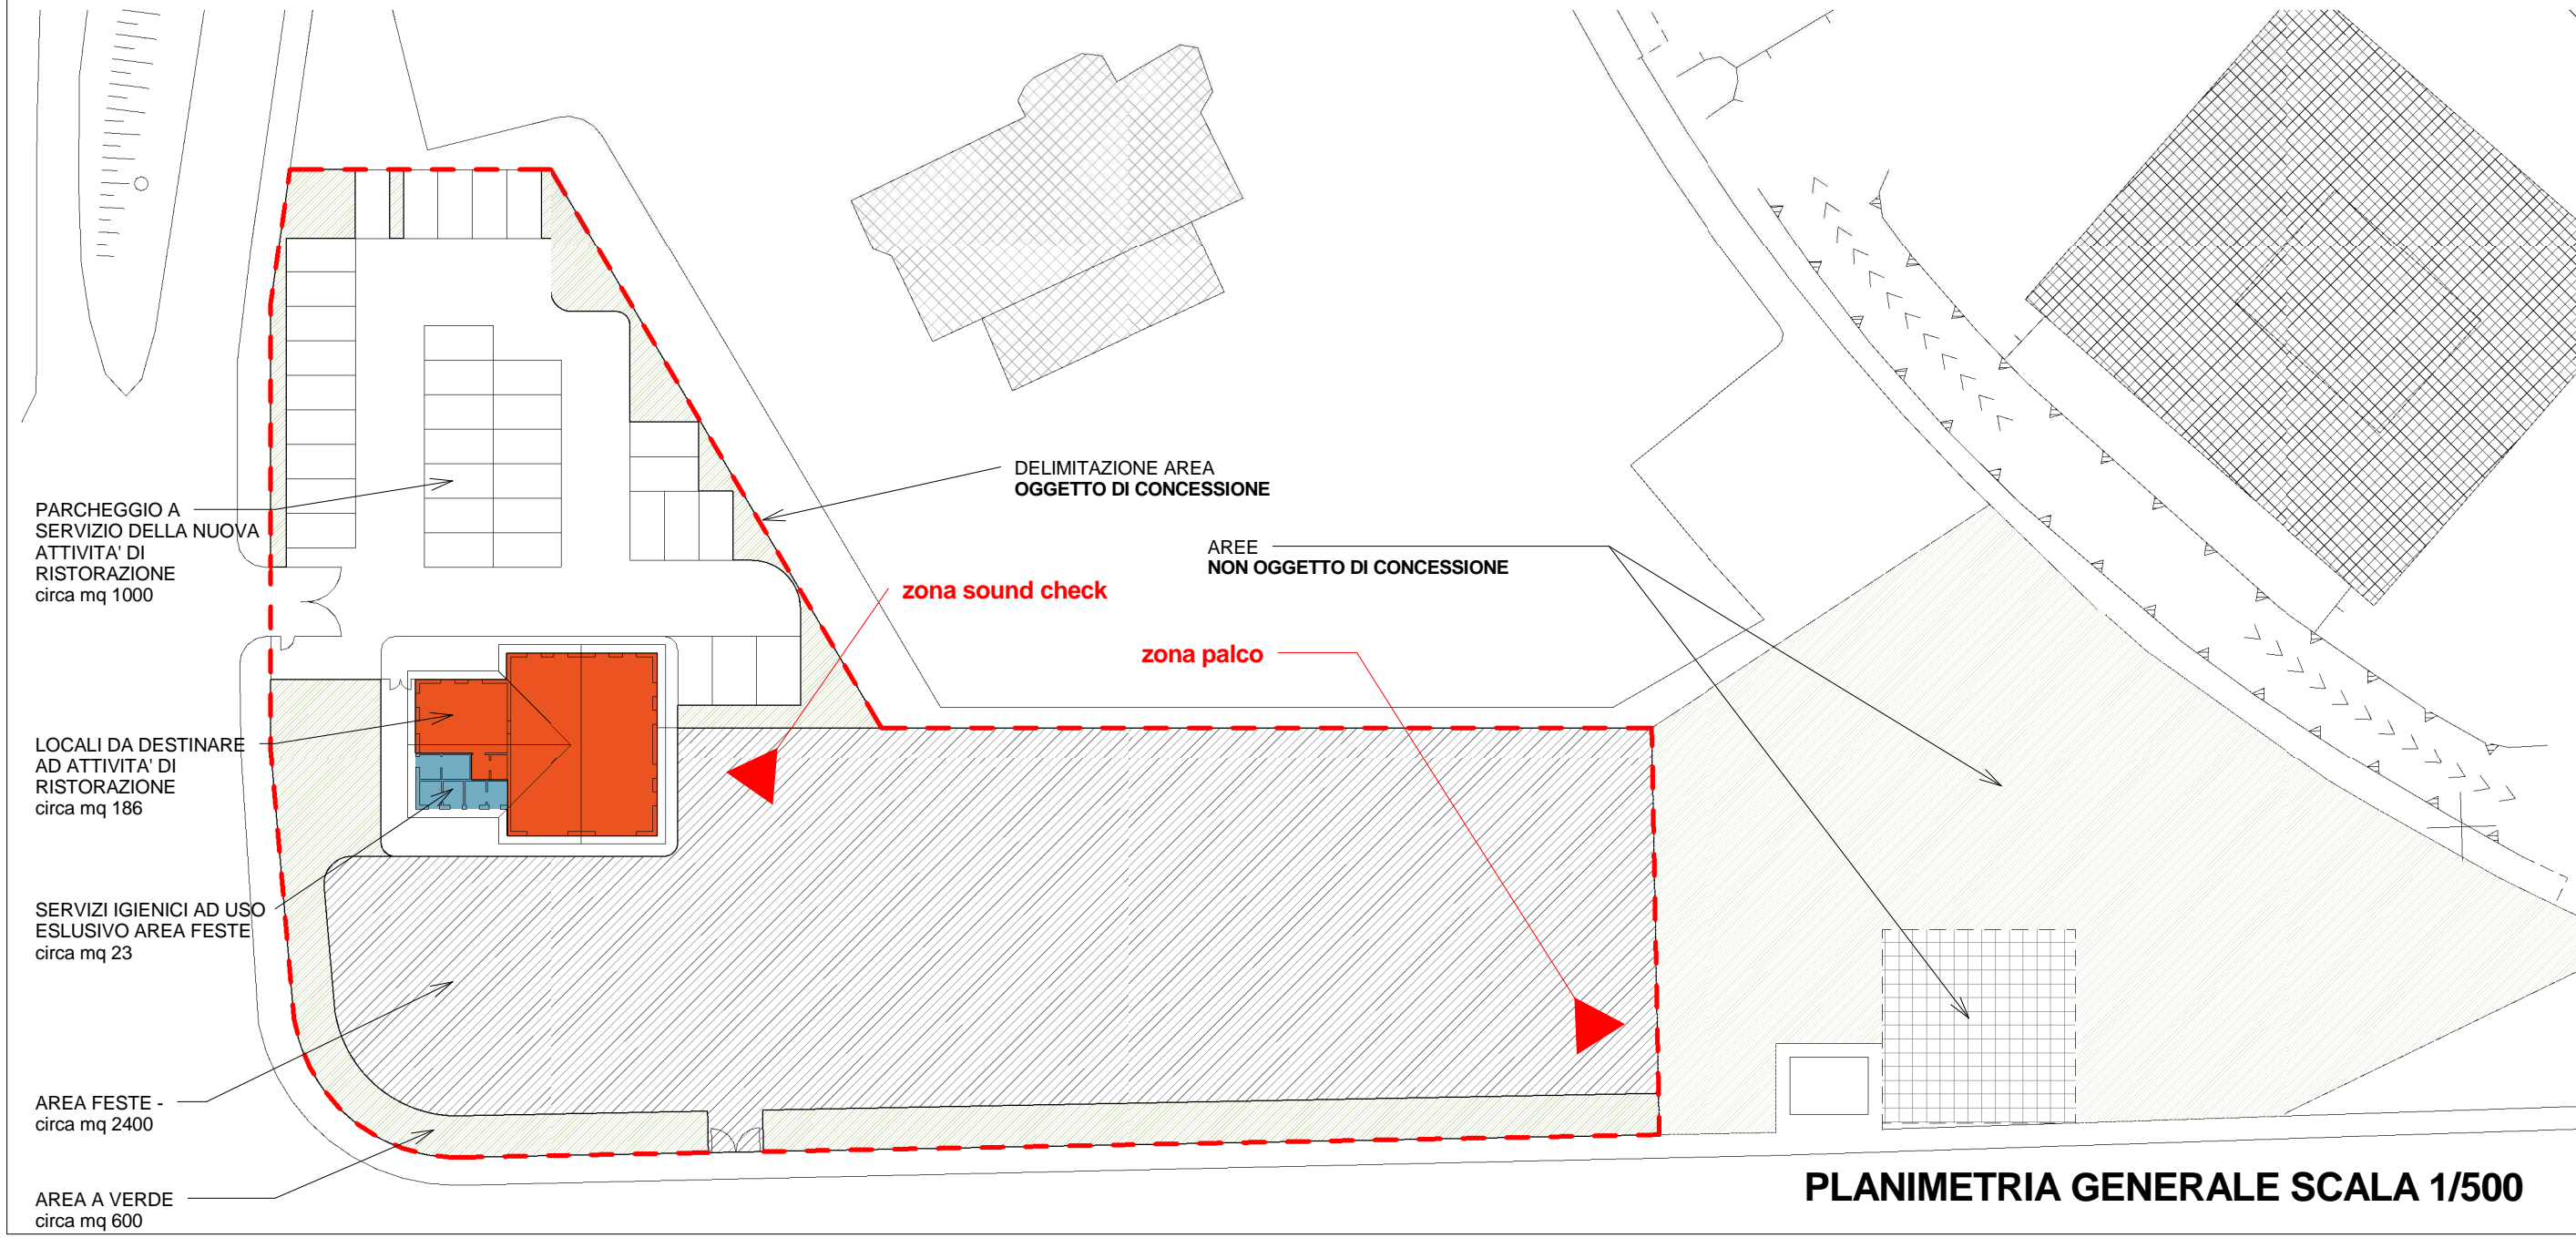 PARCHEGGIO A
SERVIZIO DELLA NUOVA
ATTIVITA' DI
RISTORAZIONE
circa mq 1000
LOCALI DA DESTINARE
AD ATTIVITA' DI
RISTORAZIONE
circa mq 186
SERVIZI IGIENICI AD USO
ESLUSIVO AREA FESTE
circa mq 23
AREA FESTE -
circa mq 2400
AREA A VERDE
circa mq 600
DELIMITAZIONE AREA
OGGETTO DI CONCESSIONE
AREE
NON OGGETTO DI CONCESSIONE
zona sound check
zona palco
PLANIMETRIA GENERALE SCALA 1/500